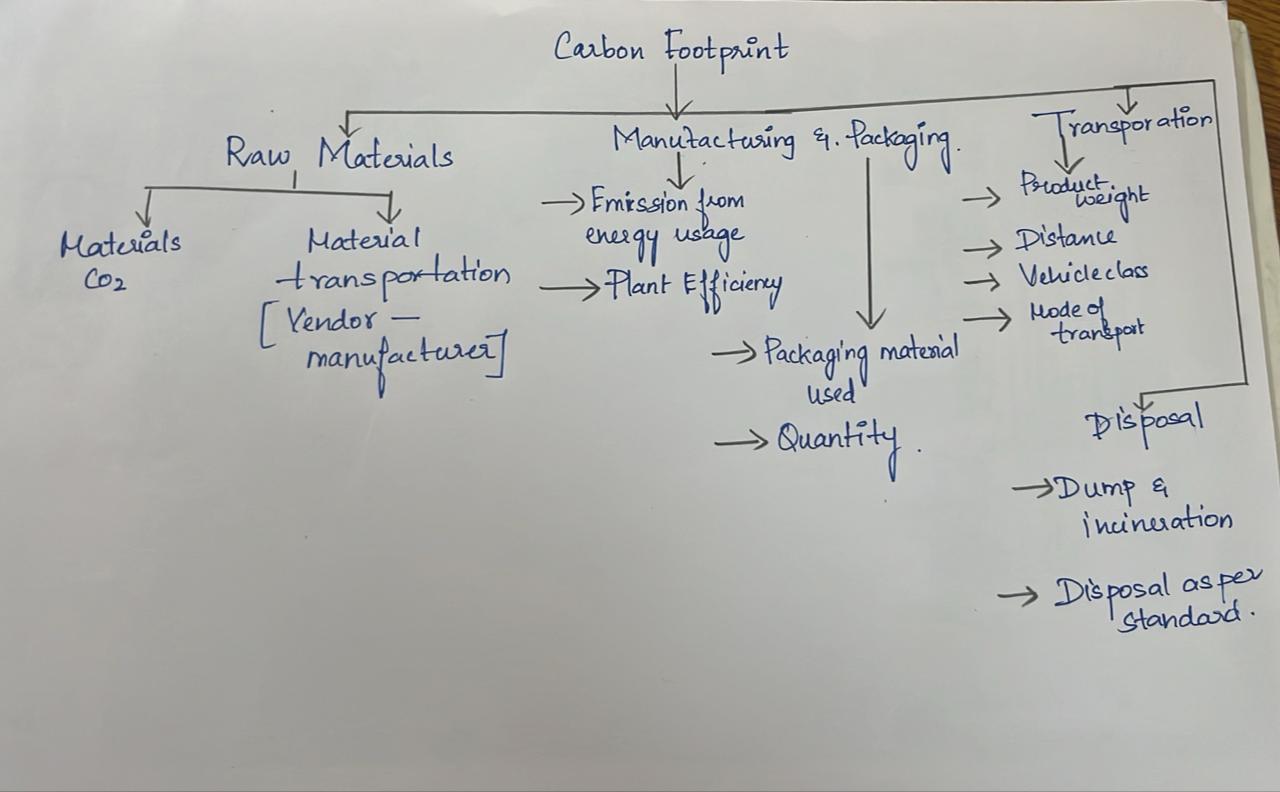 Carbon Footprint
Raw Materials
Materials
CO2
Material
transportation
[Vendor —
manufacturer]
Manufacturing & Packaging.
→ Emission from
energy usage
→ Plant Efficiency
→ Packaging material
used
→ Quantity.
Transporation
→ Product
weight
→ Distance
→ Vehicle class
→ Mode of
transport
Disposal
→ Dump &
incineration
→ Disposal as per
standard.